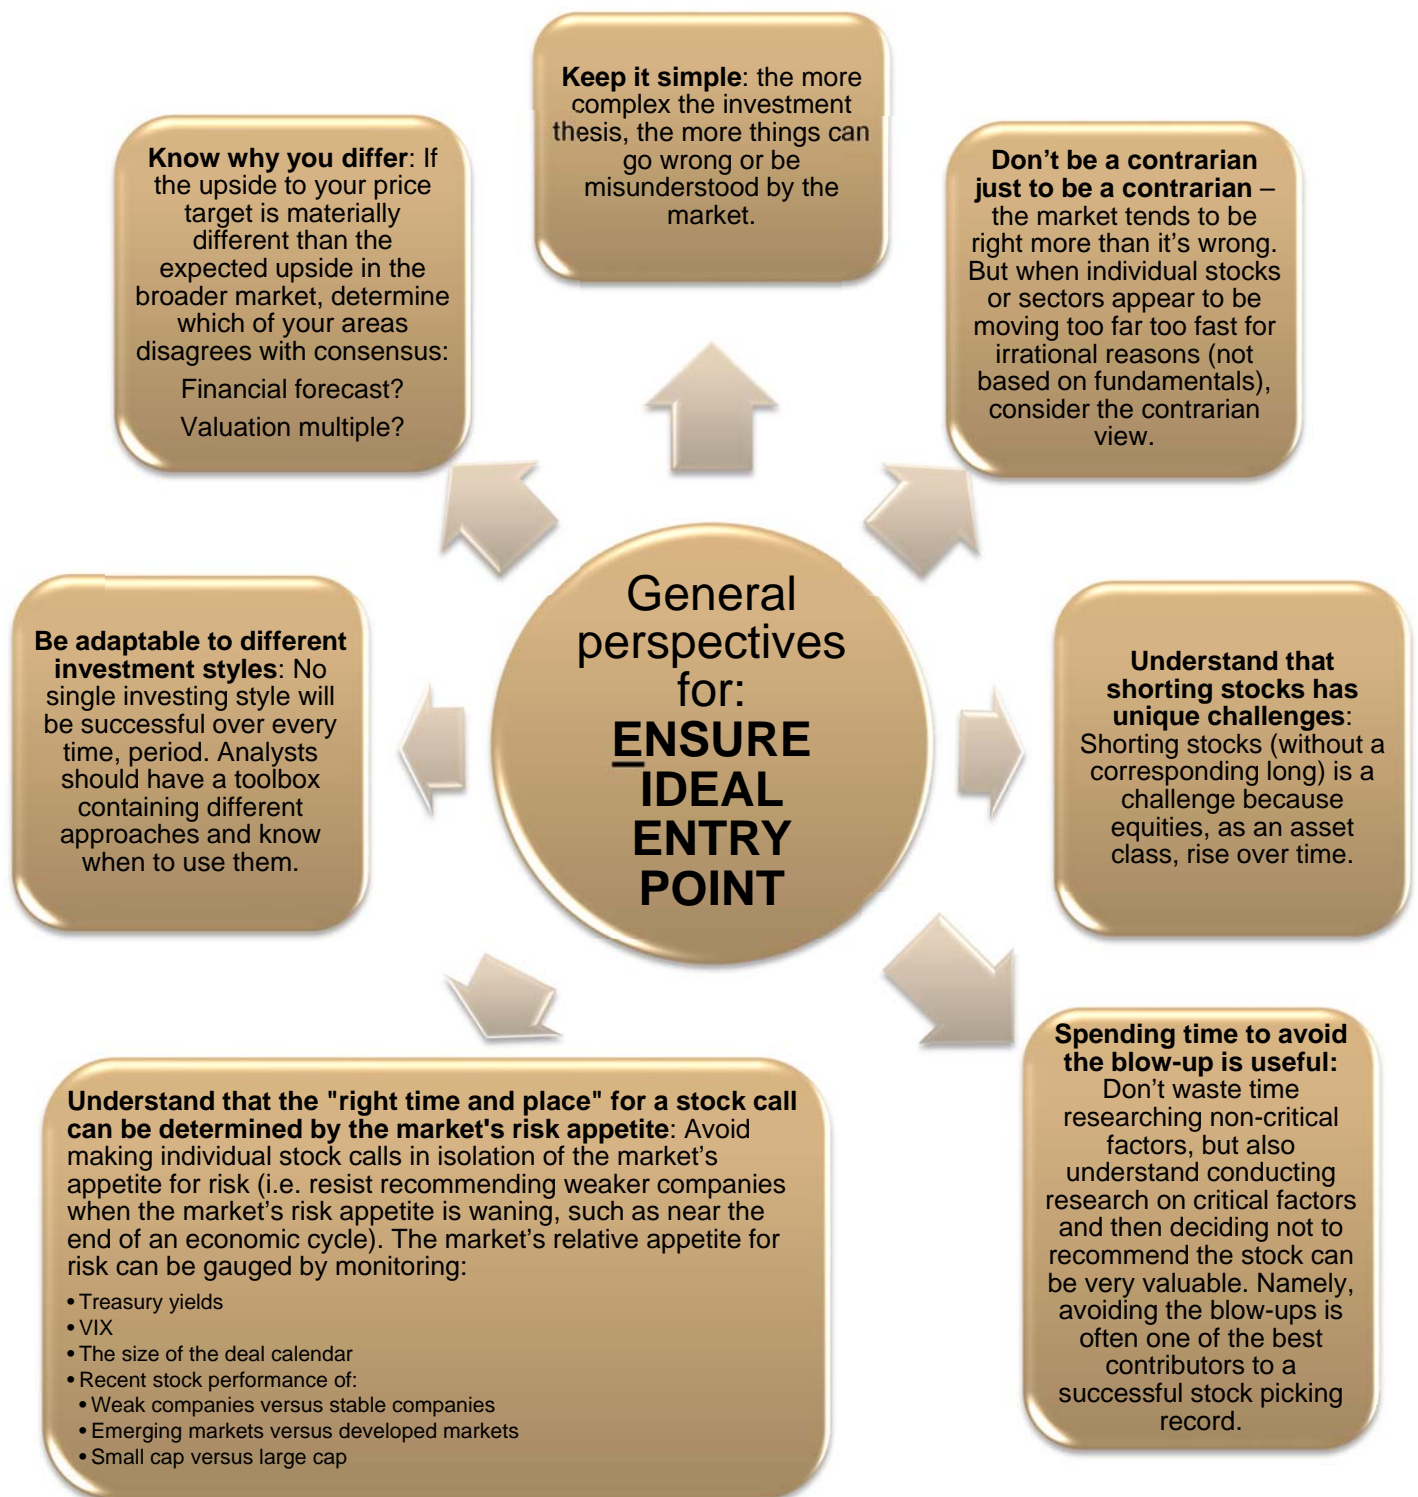 Keep it simple: the more
complex the investment
thesis, the more things can
go wrong or be
misunderstood by the
market.
Don’t be a contrarian
just to be a contrarian –
the market tends to be
right more than it’s wrong.
But when individual stocks
or sectors appear to be
moving too far too fast for
irrational reasons (not
based on fundamentals),
consider the contrarian
view.
Understand that
shorting stocks has
unique challenges:
Shorting stocks (without a
corresponding long) is a
challenge because
equities, as an asset
class, rise over time.
Spending time to avoid
the blow-up is useful:
Don’t waste time
researching non-critical
factors, but also
understand conducting
research on critical factors
and then deciding not to
recommend the stock can
be very valuable. Namely,
avoiding the blow-ups is
often one of the best
contributors to a
successful stock picking
record.
Understand that the "right time and place" for a stock call
can be determined by the market's risk appetite: Avoid
making individual stock calls in isolation of the market’s
appetite for risk (i.e. resist recommending weaker companies
when the market’s risk appetite is waning, such as near the
end of an economic cycle). The market’s relative appetite for
risk can be gauged by monitoring:
• Treasury yields
• VIX
• The size of the deal calendar
• Recent stock performance of:
• Weak companies versus stable companies
• Emerging markets versus developed markets
• Small cap versus large cap
Be adaptable to different
investment styles: No
single investing style will
be successful over every
time, period. Analysts
should have a toolbox
containing different
approaches and know
when to use them.
Know why you differ: If
the upside to your price
target is materially
different than the
expected upside in the
broader market, determine
which of your areas
disagrees with consensus:
Financial forecast?
Valuation multiple?
General
perspectives
for:
ENSURE
IDEAL
ENTRY
POINT